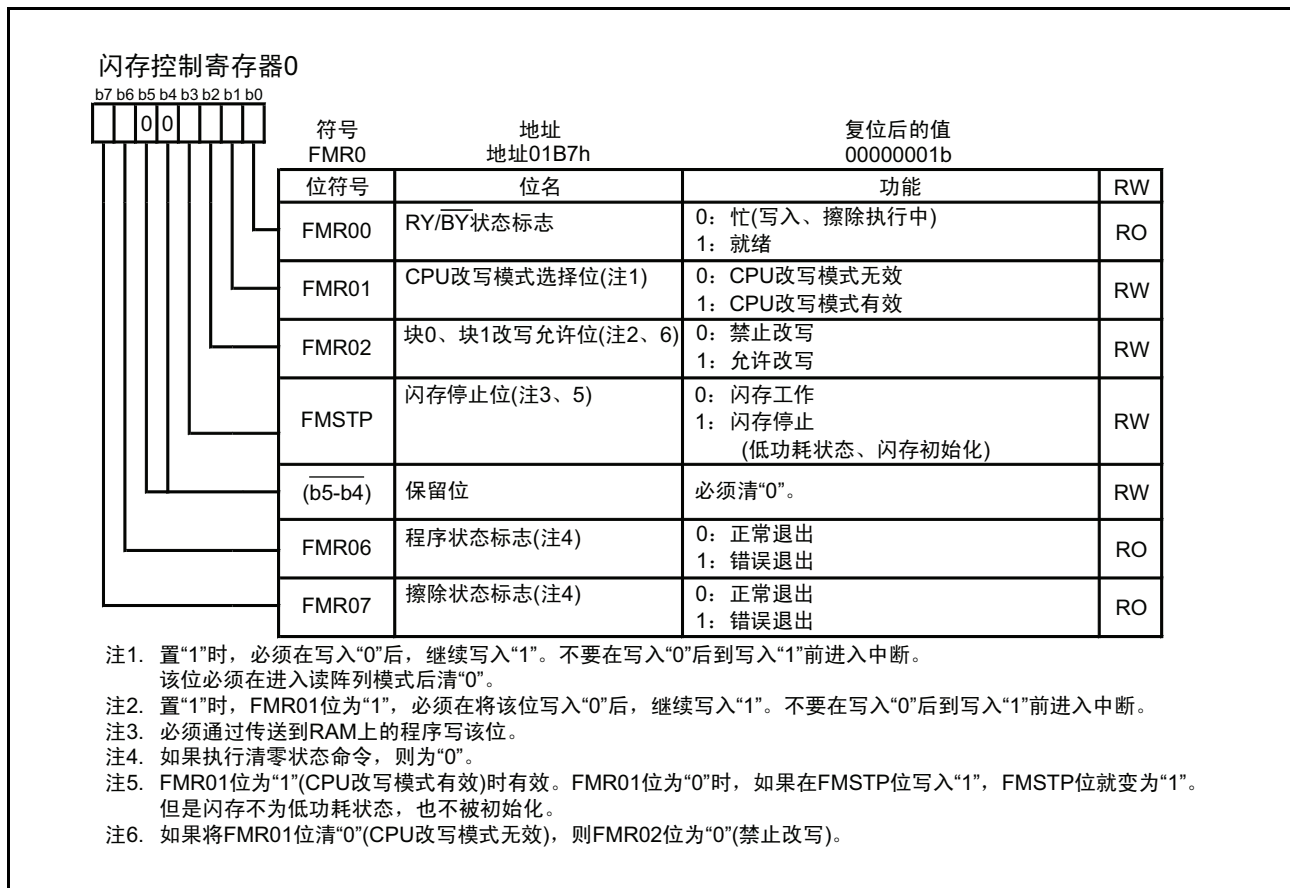 闪存控制寄存器0
b7 b6 b5 b4 b3 b2 b1 b0
0 0
符号 地址 复位后的值
FMR0 地址01B7h 00000001b
位符号 位名 功能 RW
FMR00 RY/B̅Y̅状态标志 0：忙(写入、擦除执行中) RO
1：就绪
FMR01 CPU改写模式选择位(注1) 0：CPU改写模式无效 RW
1：CPU改写模式有效
FMR02 块0、块1改写允许位(注2、6) 0：禁止改写 RW
1：允许改写
FMSTP 闪存停止位(注3、5) 0：闪存工作 RW
1：闪存停止
(低功耗状态、闪存初始化)
(b5-b4) 保留位 必须清“0”。 RW
FMR06 程序状态标志(注4) 0：正常退出 RO
1：错误退出
FMR07 擦除状态标志(注4) 0：正常退出 RO
1：错误退出
注1. 置“1”时，必须在写入“0”后，继续写入“1”。不要在写入“0”后到写入“1”前进入中断。
该位必须在进入读阵列模式后清“0”。
注2. 置“1”时，FMR01位为“1”，必须在将该位写入“0”后，继续写入“1”。不要在写入“0”后到写入“1”前进入中断。
注3. 必须通过传送到RAM上的程序写该位。
注4. 如果执行清零状态命令，则为“0”。
注5. FMR01位为“1”(CPU改写模式有效)时有效。FMR01位为“0”时，如果在FMSTP位写入“1”，FMSTP位就变为“1”。
但是闪存不为低功耗状态，也不被初始化。
注6. 如果将FMR01位清“0”(CPU改写模式无效)，则FMR02位为“0”(禁止改写)。